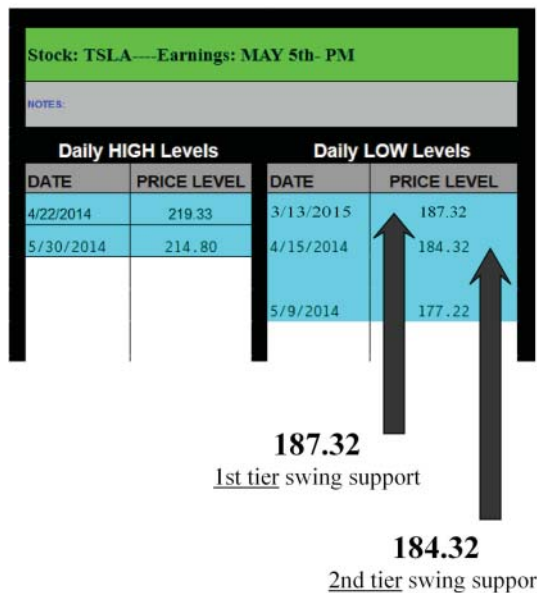 Stock: TSLA----Earnings: MAY 5th- PM
NOTES:
Daily HIGH Levels Daily LOW Levels
DATE PRICE LEVEL DATE PRICE LEVEL
4/22/2014 219.33 3/13/2015 187.32
5/30/2014 214.80 4/15/2014 184.32
5/9/2014 177.22
187.32
1st tier swing support
184.32
2nd tier swing suppor